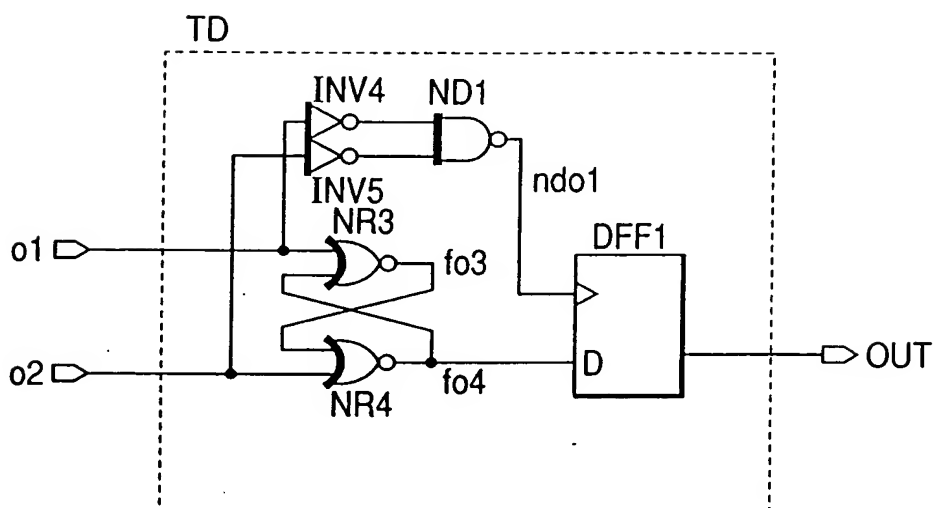 TD
INV4
ND1
INV5
ndo1
NR3
DFF1
o1
fo3
D
o2
fo4
OUT
NR4